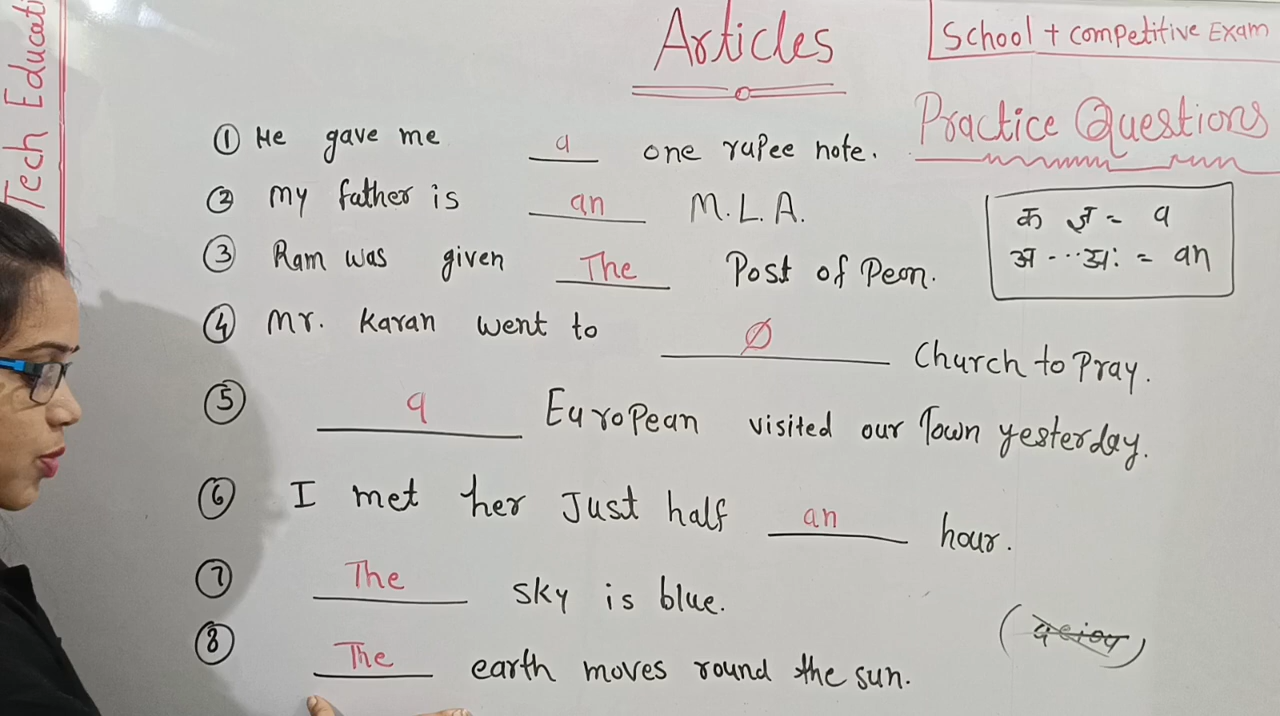 Tech Educati
Articles
School + competitive Exam
Practice Questions
① He gave me a one rupee note.
② My father is an M.L.A.
③ Ram was given The Post of Peon.
④ Mr. Karan went to Ø Church to Pray.
⑤ a European visited our Town yesterday.
⑥ I met her Just half an hour.
⑦ The sky is blue.
⑧ The earth moves round the sun.
क ज्ञ = a
अ ... अः = an